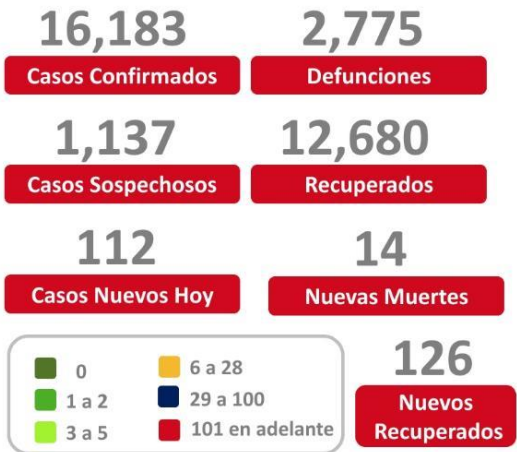 16,183
Casos Confirmados
2,775
Defunciones
1,137
Casos Sospechosos
12,680
Recuperados
112
Casos Nuevos Hoy
14
Nuevas Muertes
0
1 a 2
3 a 5
6 a 28
29 a 100
101 en adelante
126
Nuevos
Recuperados